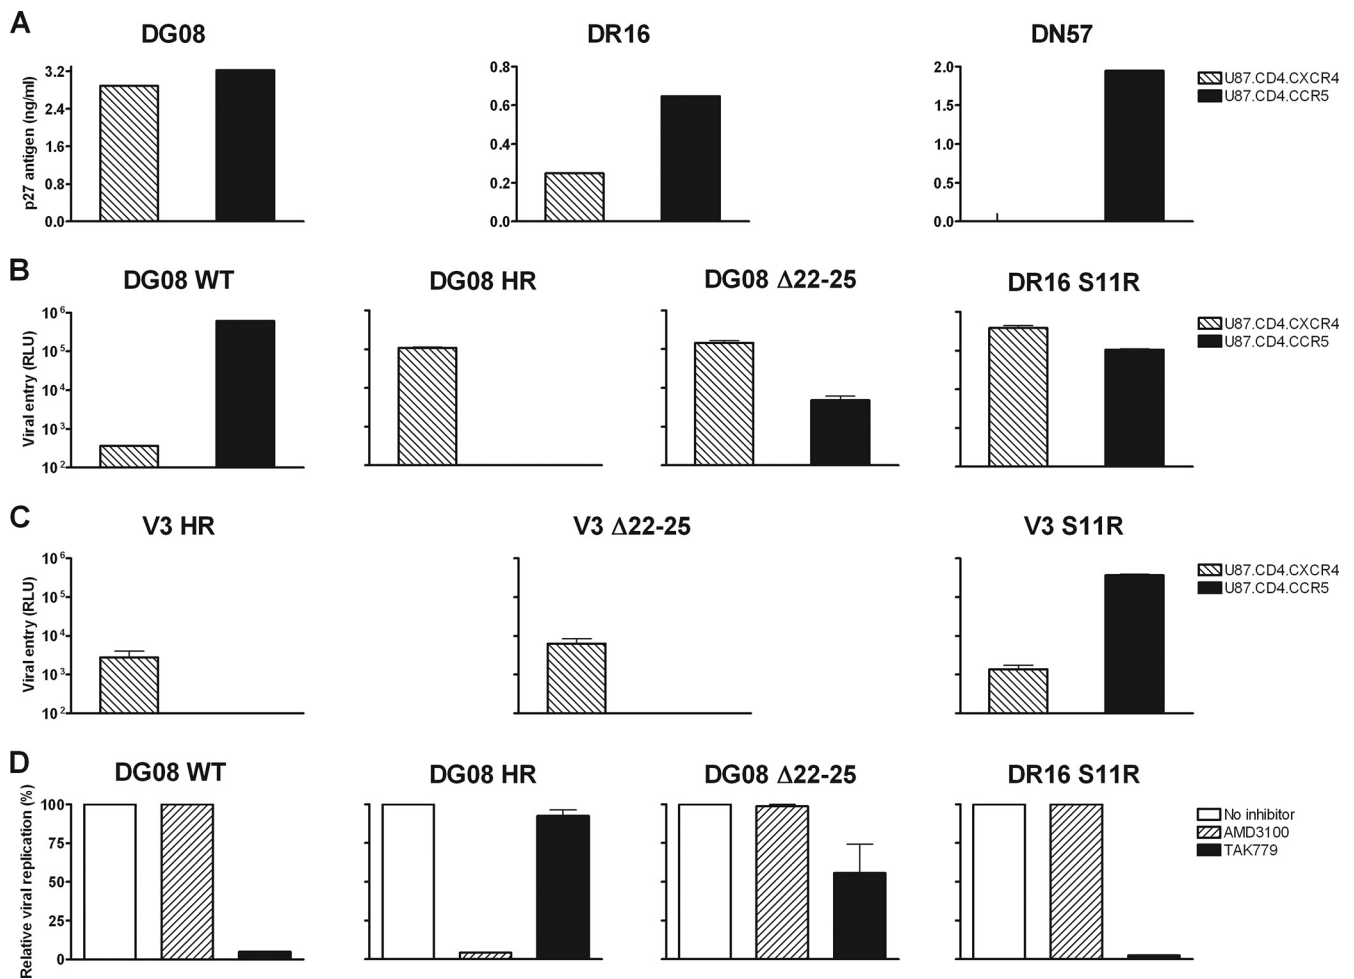 A
DG08
DR16
DN57
p27 antigen (ng/ml)
3.2
2.4
1.6
0.8
0.0
0.8
0.6
0.4
0.2
0.0
2.0
1.5
1.0
0.5
0.0
U87.CD4.CXCR4
U87.CD4.CCR5
B
DG08 WT
DG08 HR
DG08 Δ22-25
DR16 S11R
Viral entry (RLU)
10⁶
10⁵
10⁴
10³
10²
U87.CD4.CXCR4
U87.CD4.CCR5
C
V3 HR
V3 Δ22-25
V3 S11R
Viral entry (RLU)
10⁶
10⁵
10⁴
10³
10²
U87.CD4.CXCR4
U87.CD4.CCR5
D
DG08 WT
DG08 HR
DG08 Δ22-25
DR16 S11R
Relative viral replication (%)
100
75
50
25
0
No inhibitor
AMD3100
TAK779